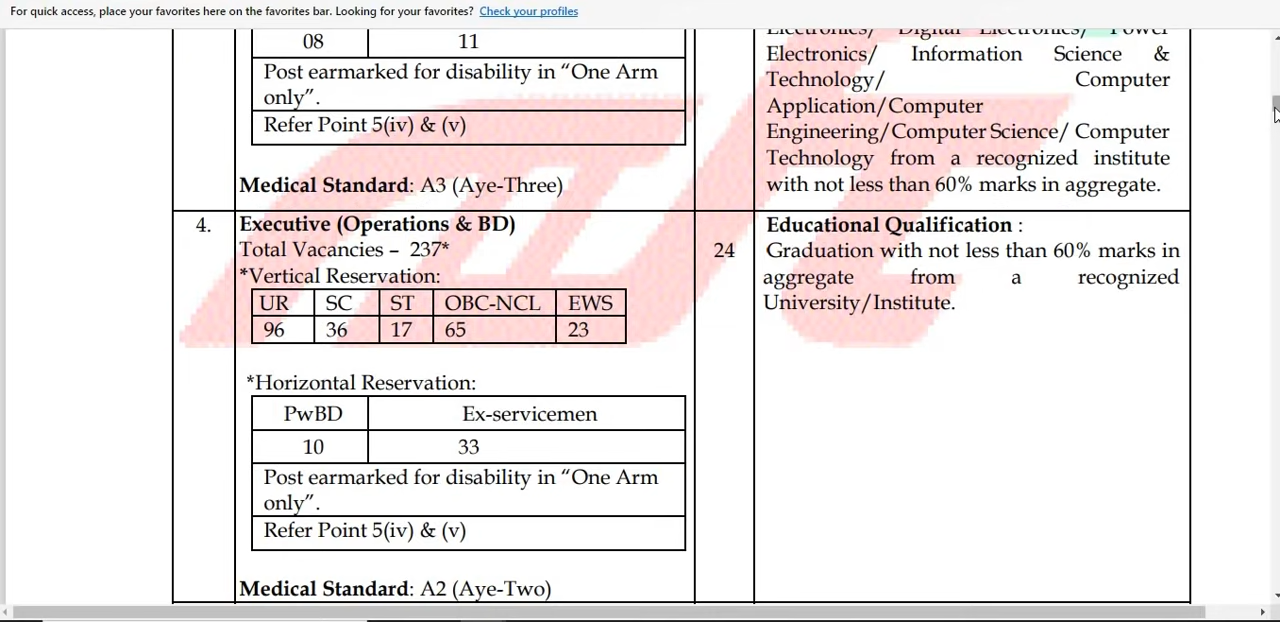 For quick access, place your favorites here on the favorites bar. Looking for your favorites? Check your profiles
08 11
Post earmarked for disability in “One Arm
only”.
Refer Point 5(iv) & (v)
Medical Standard: A3 (Aye-Three)
Electronics/ Digital Electronics/ Power
Electronics/ Information Science &
Technology/ Computer
Application/Computer
Engineering/Computer Science/ Computer
Technology from a recognized institute
with not less than 60% marks in aggregate.
4.
Executive (Operations & BD)
Total Vacancies – 237*
*Vertical Reservation:
UR SC ST OBC-NCL EWS
96 36 17 65 23
*Horizontal Reservation:
PwBD Ex-servicemen
10 33
Post earmarked for disability in “One Arm
only”.
Refer Point 5(iv) & (v)
Medical Standard: A2 (Aye-Two)
24
Educational Qualification :
Graduation with not less than 60% marks in
aggregate from a recognized
University/Institute.